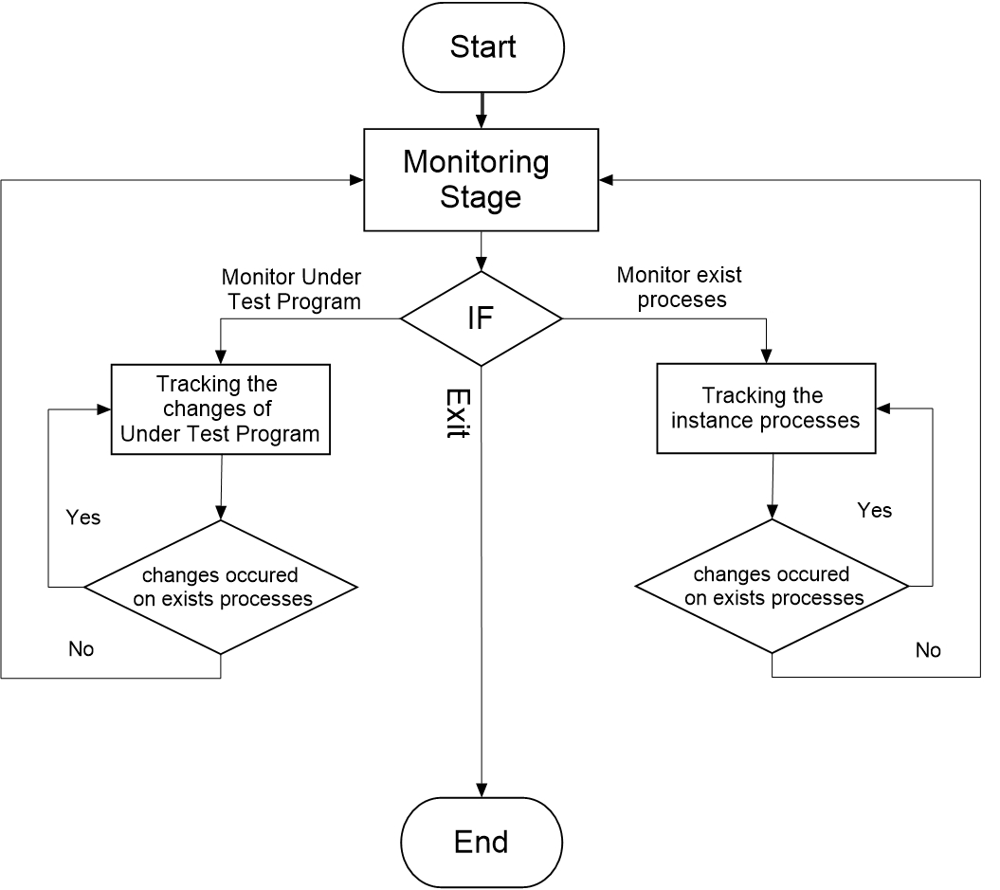 Start
Monitoring
Stage
Monitor Under
Test Program
IF
Monitor exist
proceses
Tracking the
changes of
Under Test Program
Exit
Tracking the
instance processes
Yes
Yes
changes occured
on exists processes
changes occured
on exists processes
No
No
End